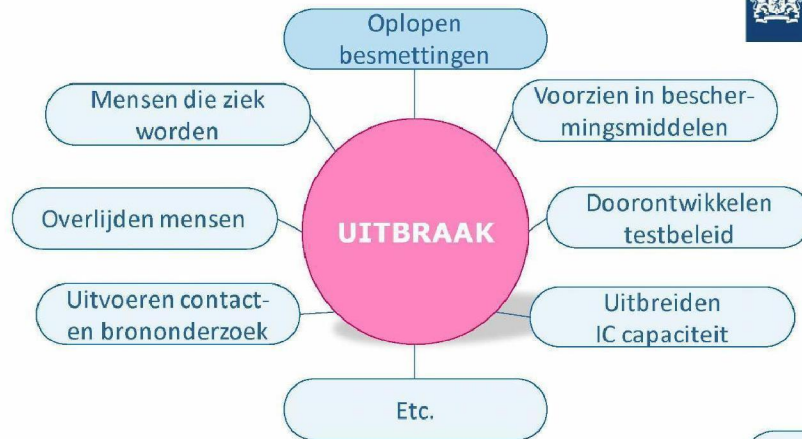 Oplopen
besmettingen
Mensen die ziek
worden
Voorzien in bescher-
mingsmiddelen
Overlijden mensen
UITBRAAK
Doorontwikkelen
testbeleid
Uitvoeren contact-
en brononderzoek
Uitbreiden
IC capaciteit
Etc.